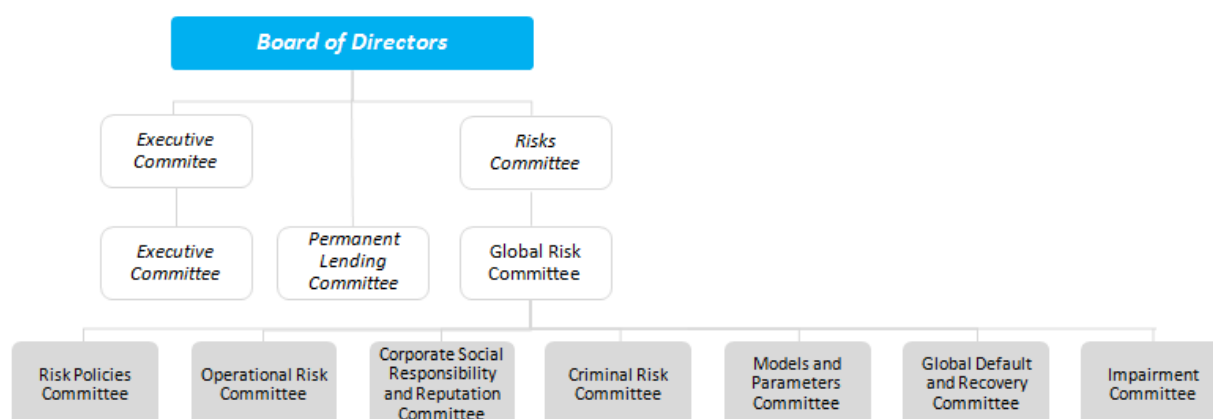 Board of Directors
Executive
Commitee
Risks
Committee
Executive
Committee
Permanent
Lending
Committee
Global Risk
Committee
Risk Policies
Committee
Operational Risk
Committee
Corporate Social
Responsibility
and Reputation
Committee
Criminal Risk
Committee
Models and
Parameters
Committee
Global Default
and Recovery
Committee
Impairment
Committee